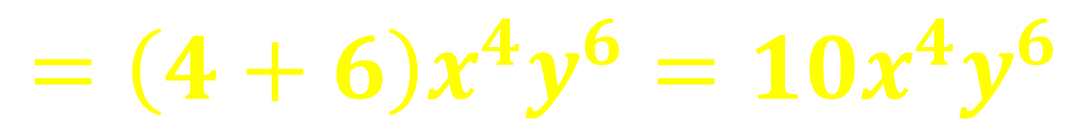 = (4 + 6)x⁴y⁶ = 10x⁴y⁶